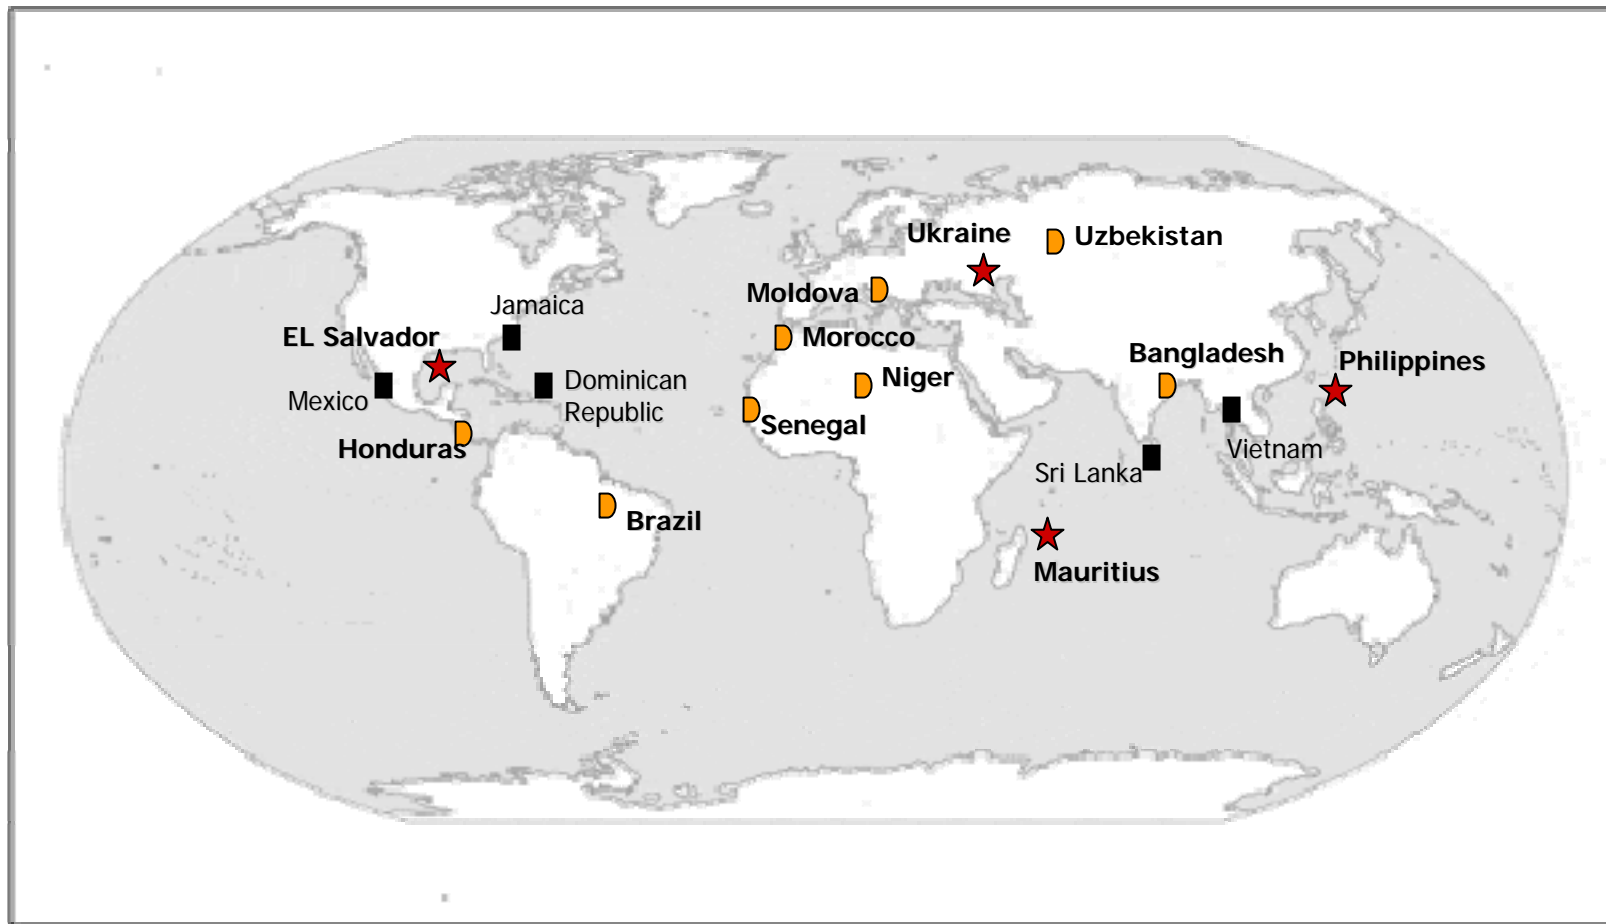 Ukraine
Uzbekistan
Moldova
Jamaica
EL Salvador
Morocco
Bangladesh
Philippines
Niger
Dominican
Republic
Mexico
Senegal
Honduras
Vietnam
Sri Lanka
Brazil
Mauritius